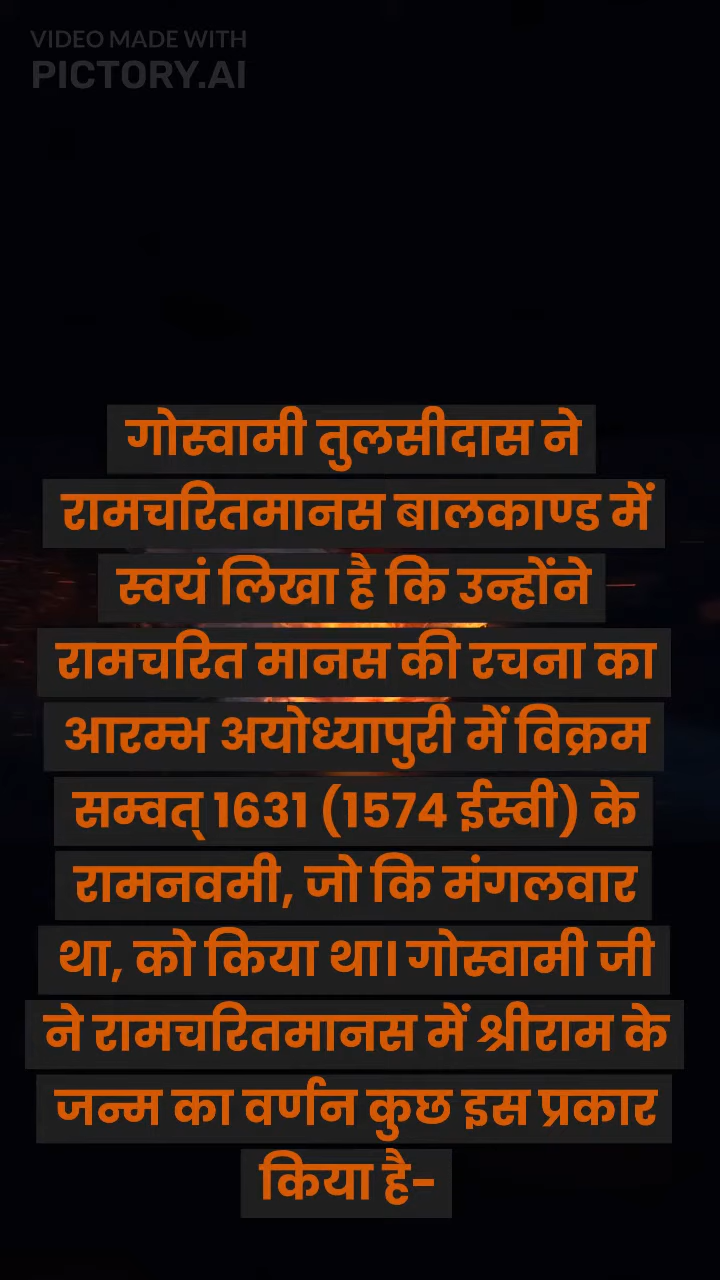 VIDEO MADE WITH
PICTORY.AI
गोस्वामी तुलसीदास ने
रामचरितमानस बालकाण्ड में
स्वयं लिखा है कि उन्होंने
रामचरित मानस की रचना का
आरम्भ अयोध्यापुरी में विक्रम
सम्वत् 1631 (1574 ईस्वी) के
रामनवमी, जो कि मंगलवार
था, को किया था। गोस्वामी जी
ने रामचरितमानस में श्रीराम के
जन्म का वर्णन कुछ इस प्रकार
किया है-